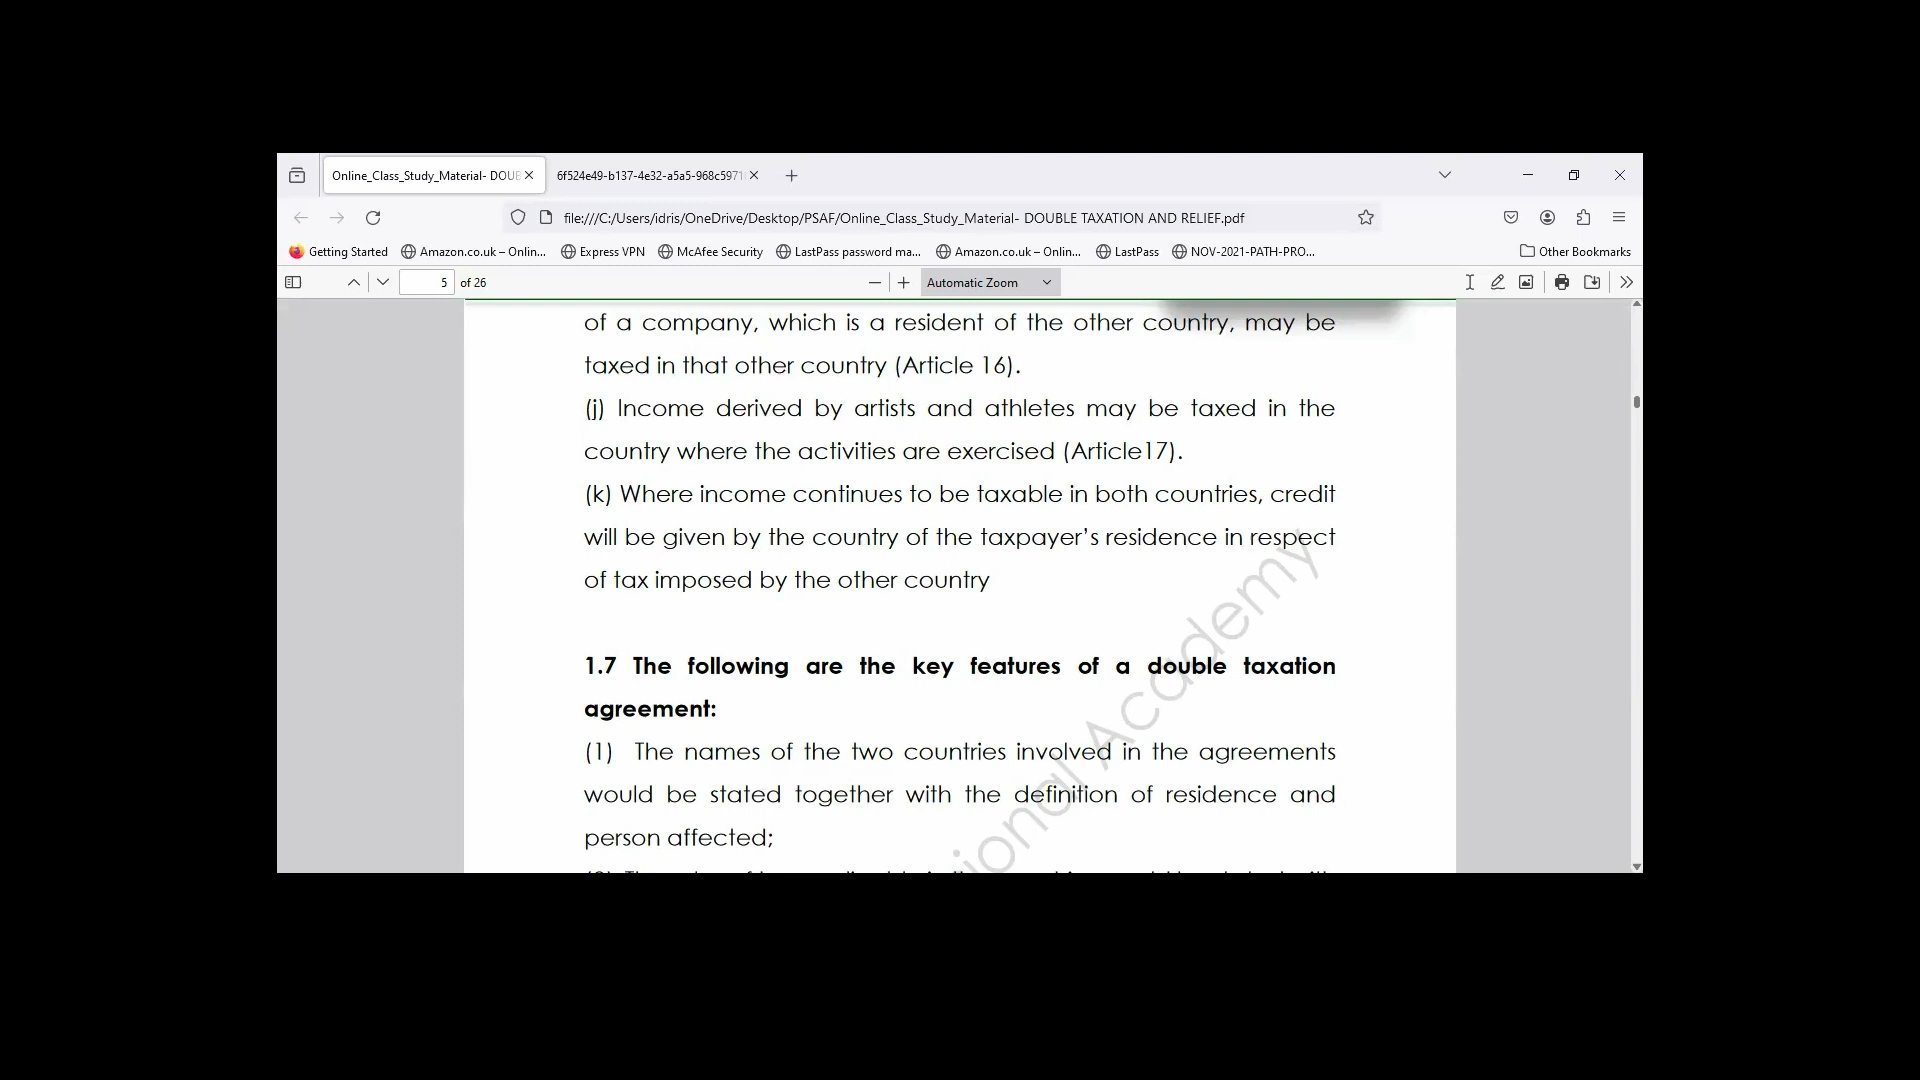 Online_Class_Study_Material- DOUB
6f524e49-b137-4e32-a5a5-968c5971
file:///C:/Users/idris/OneDrive/Desktop/PSAF/Online_Class_Study_Material- DOUBLE TAXATION AND RELIEF.pdf
Getting Started Amazon.co.uk – Onlin... Express VPN McAfee Security LastPass password ma... Amazon.co.uk – Onlin... LastPass NOV-2021-PATH-PRO... Other Bookmarks
5 of 26 Automatic Zoom
of a company, which is a resident of the other country, may be
taxed in that other country (Article 16).
(j) Income derived by artists and athletes may be taxed in the
country where the activities are exercised (Article17).
(k) Where income continues to be taxable in both countries, credit
will be given by the country of the taxpayer’s residence in respect
of tax imposed by the other country
1.7 The following are the key features of a double taxation
agreement:
(1) The names of the two countries involved in the agreements
would be stated together with the definition of residence and
person affected;
ional Academy